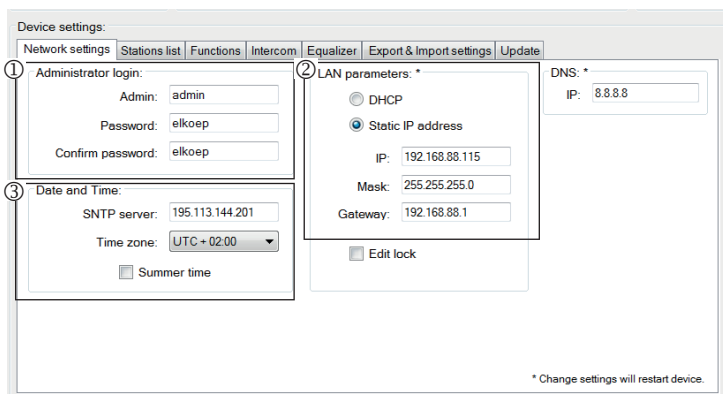 Device settings:
Network settings Stations list Functions Intercom Equalizer Export & Import settings Update
① Administrator login:
Admin: admin
Password: elkoep
Confirm password: elkoep
② LAN parameters: *
DHCP
Static IP address
IP: 192.168.88.115
Mask: 255.255.255.0
Gateway: 192.168.88.1
Edit lock
DNS: *
IP: 8.8.8.8
③ Date and Time:
SNTP server: 195.113.144.201
Time zone: UTC + 02:00
Summer time
* Change settings will restart device.